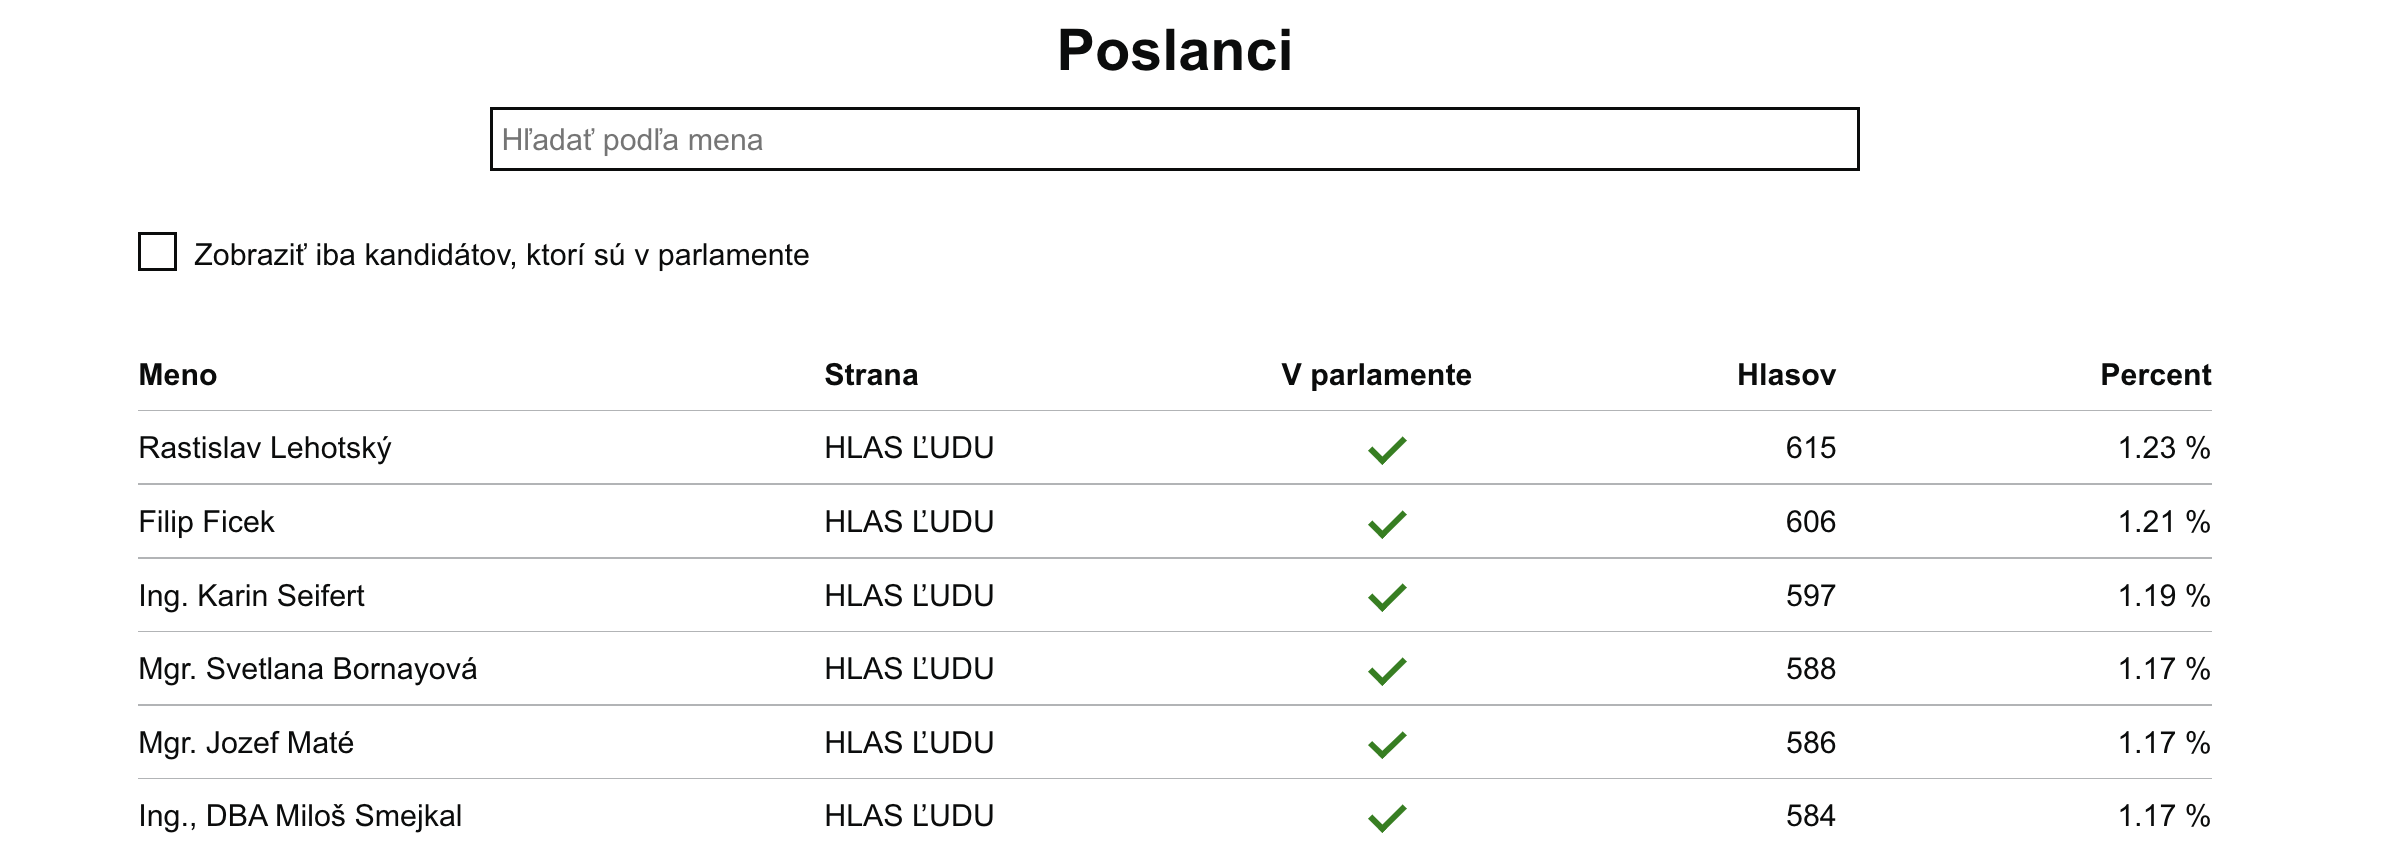 Poslanci
Hľadať podľa mena
Zobraziť iba kandidátov, ktorí sú v parlamente
Meno Strana V parlamente Hlasov Percent
Rastislav Lehotský HLAS ĽUDU 615 1.23 %
Filip Ficek HLAS ĽUDU 606 1.21 %
Ing. Karin Seifert HLAS ĽUDU 597 1.19 %
Mgr. Svetlana Bornayová HLAS ĽUDU 588 1.17 %
Mgr. Jozef Maté HLAS ĽUDU 586 1.17 %
Ing., DBA Miloš Smejkal HLAS ĽUDU 584 1.17 %